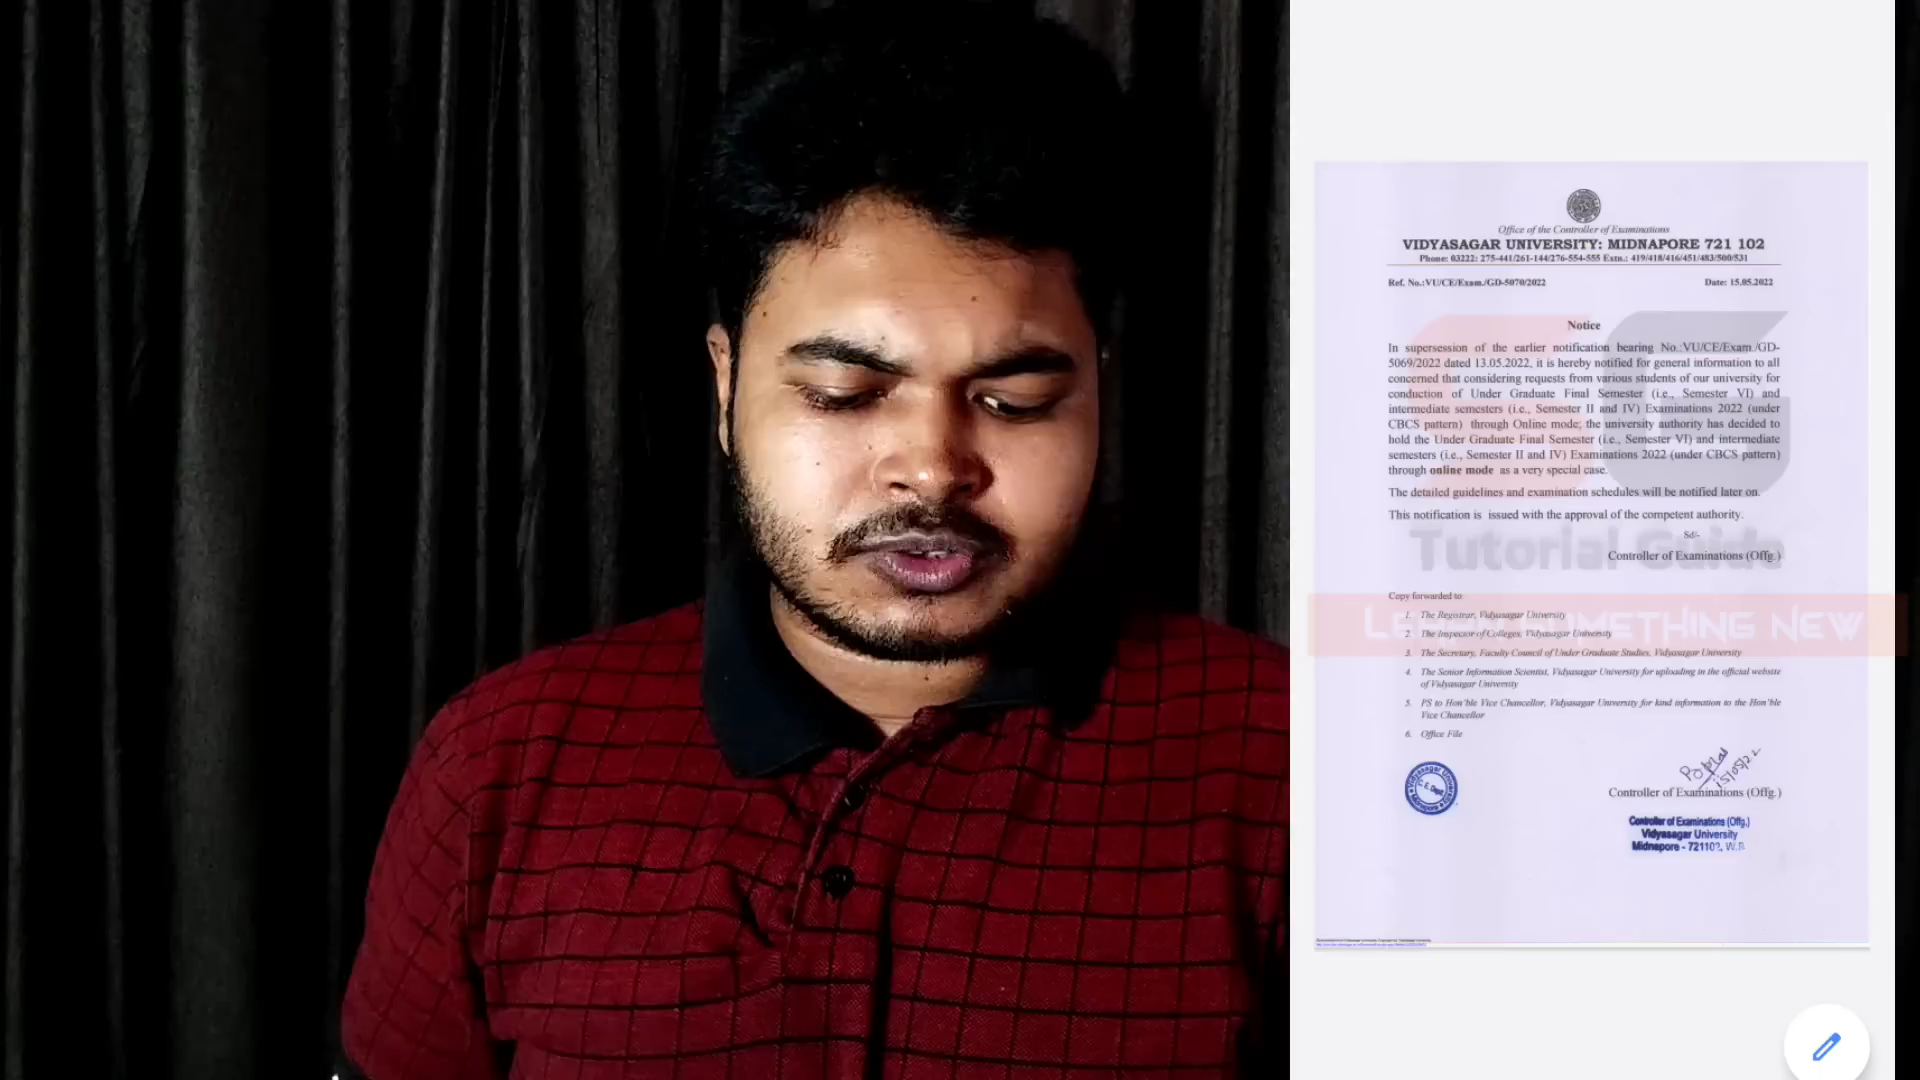 Office of the Controller of Examinations
VIDYASAGAR UNIVERSITY: MIDNAPORE 721 102
Phone: 03222: 275-441/261-144/276-554-555 Extn.: 419/418/416/451/483/500/531
Ref. No.:VU/CE/Exam./GD-5070/2022 Date: 15.05.2022
Notice
In supersession of the earlier notification bearing No.:VU/CE/Exam./GD-
5069/2022 dated 13.05.2022, it is hereby notified for general information to all
concerned that considering requests from various students of our university for
conduction of Under Graduate Final Semester (i.e., Semester VI) and
intermediate semesters (i.e., Semester II and IV) Examinations 2022 (under
CBCS pattern) through Online mode; the university authority has decided to
hold the Under Graduate Final Semester (i.e., Semester VI) and intermediate
semesters (i.e., Semester II and IV) Examinations 2022 (under CBCS pattern)
through online mode as a very special case.
The detailed guidelines and examination schedules will be notified later on.
This notification is issued with the approval of the competent authority.
Sd/-
Tutorial Guide
Controller of Examinations (Offg.)
Copy forwarded to
1. The Registrar, Vidyasagar University
SOMETHING NEW
2. The Inspector of Colleges, Vidyasagar University
3. The Secretary, Faculty Council of Under Graduate Studies, Vidyasagar University
4. The Senior Information Scientist, Vidyasagar University for uploading in the official website
of Vidyasagar University
5. PS to Hon'ble Vice Chancellor, Vidyasagar University for kind information to the Hon'ble
Vice Chancellor
6. Office File
15/05/22
Vidyasagar University
C. E. Dept.
Midnapore
Controller of Examinations (Offg.)
Controller of Examinations (Offg.)
Vidyasagar University
Midnapore - 721102, W.B